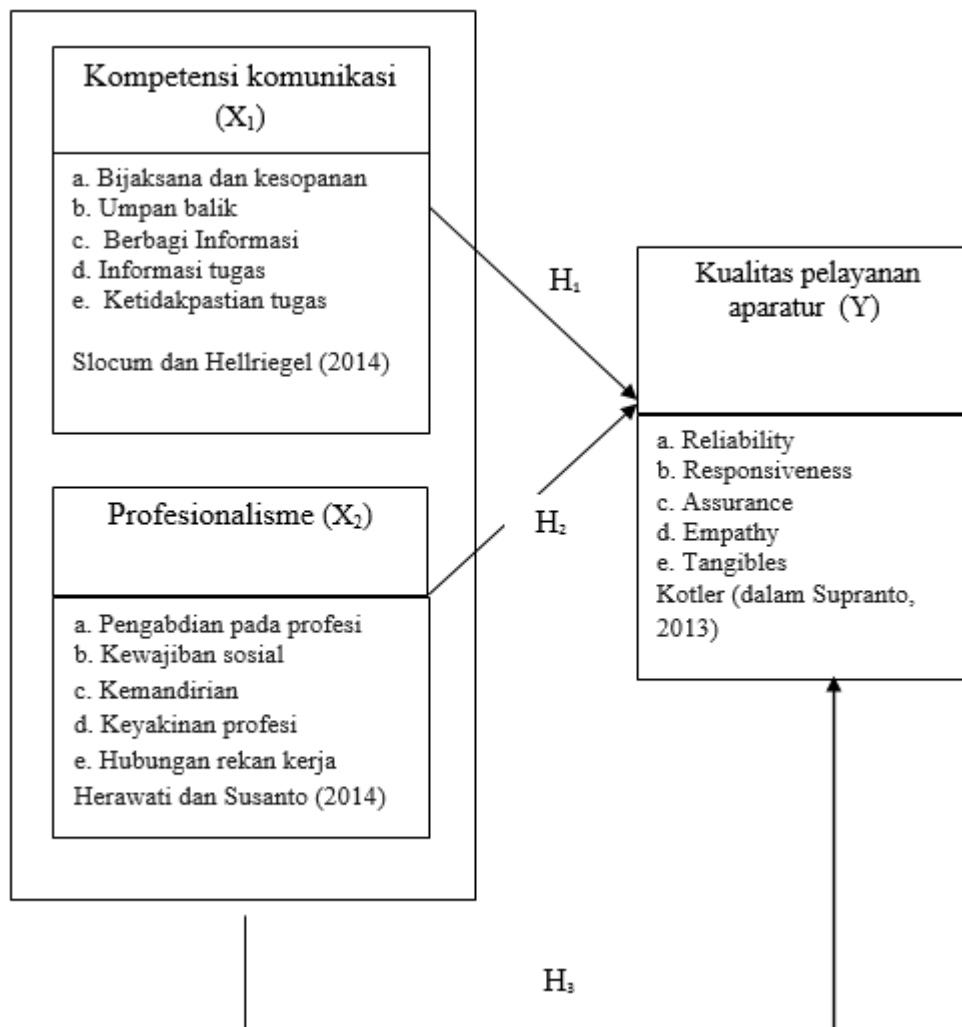 Kompetensi komunikasi
(X₁)
a. Bijaksana dan kesopanan
b. Umpan balik
c. Berbagi Informasi
d. Informasi tugas
e. Ketidakpastian tugas
Slocum dan Hellriegel (2014)
H₁
Kualitas pelayanan
aparatur (Y)
a. Reliability
b. Responsiveness
c. Assurance
d. Empathy
e. Tangibles
Kotler (dalam Supranto,
2013)
Profesionalisme (X₂)
H₂
a. Pengabdian pada profesi
b. Kewajiban sosial
c. Kemandirian
d. Keyakinan profesi
e. Hubungan rekan kerja
Herawati dan Susanto (2014)
H₃